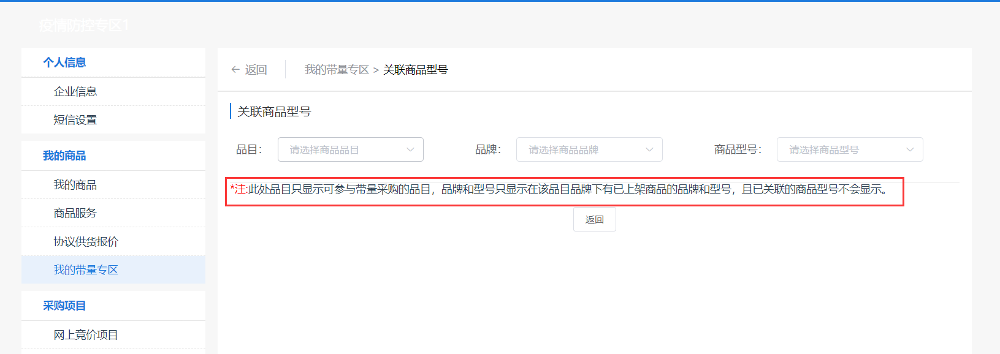 疫情防控专区1
个人信息
企业信息
短信设置
我的商品
我的商品
商品服务
协议供货报价
我的带量专区
采购项目
网上竞价项目
← 返回 我的带量专区 > 关联商品型号
关联商品型号
品目： 请选择商品品目 品牌： 请选择商品品牌 商品型号： 请选择商品型号
*注:此处品目只显示可参与带量采购的品目，品牌和型号只显示在该品目品牌下有已上架商品的品牌和型号，且已关联的商品型号不会显示。
返回